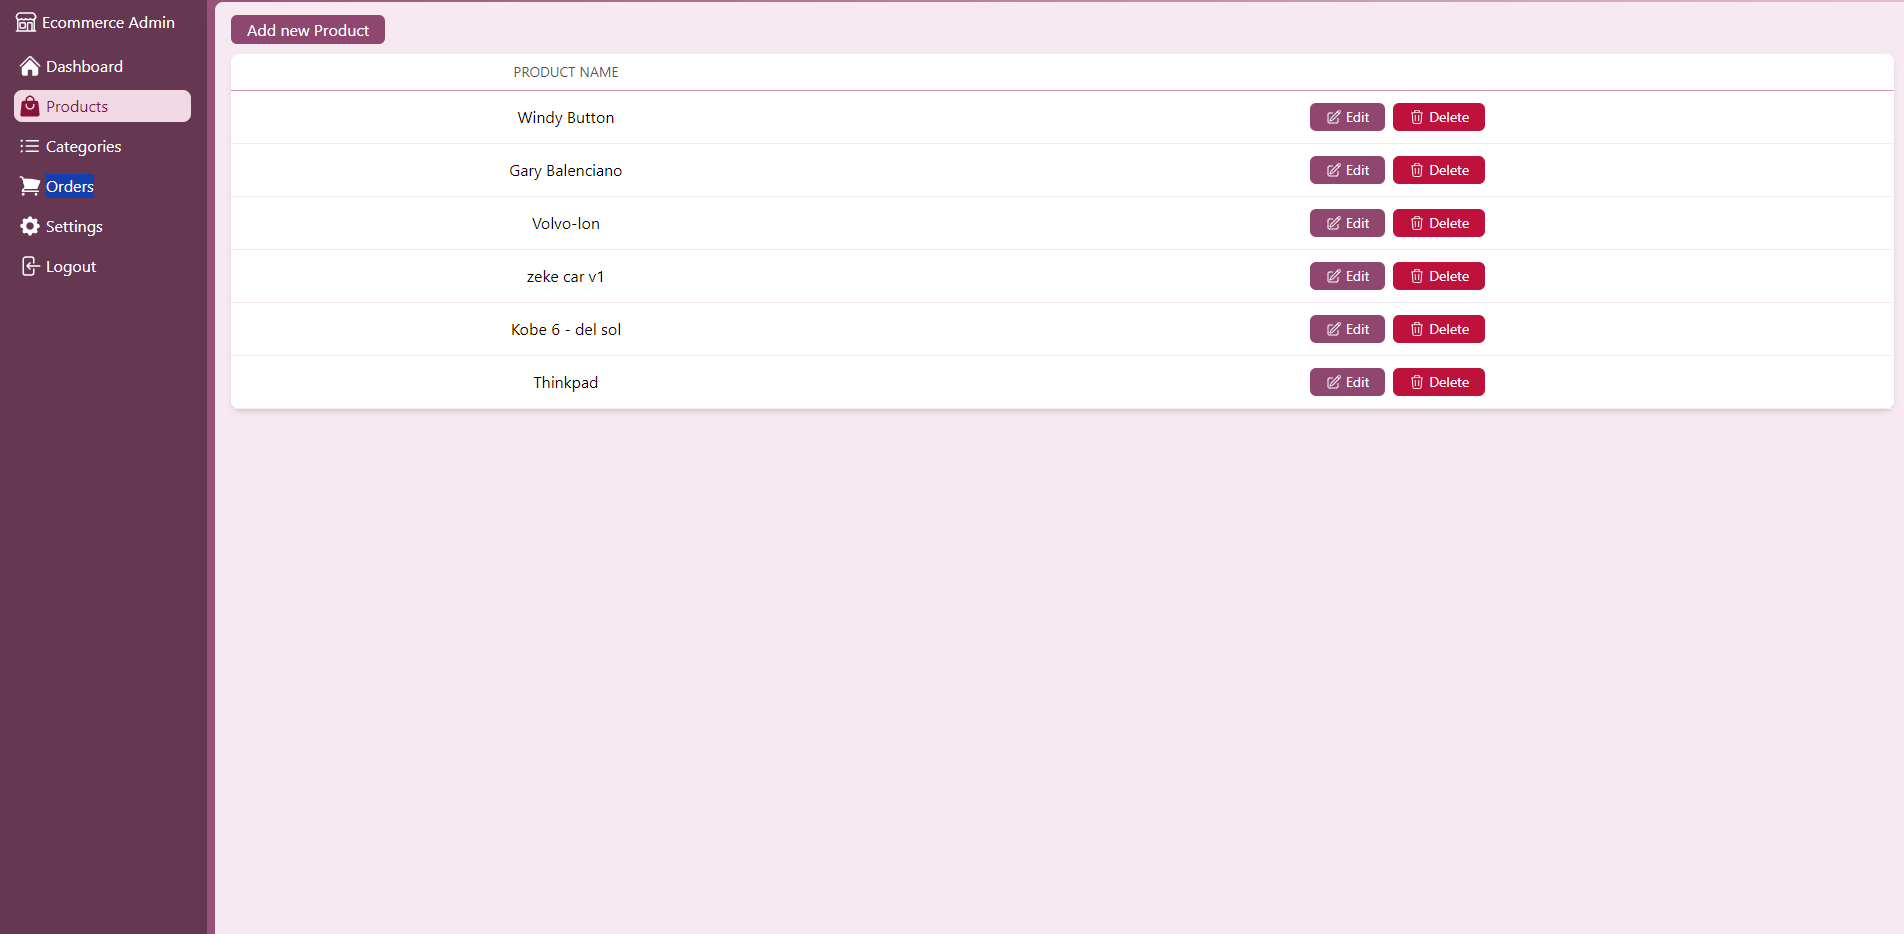 Ecommerce Admin
Dashboard
Products
Categories
Orders
Settings
Logout
Add new Product
PRODUCT NAME
Windy Button Edit Delete
Gary Balenciano Edit Delete
Volvo-lon Edit Delete
zeke car v1 Edit Delete
Kobe 6 - del sol Edit Delete
Thinkpad Edit Delete